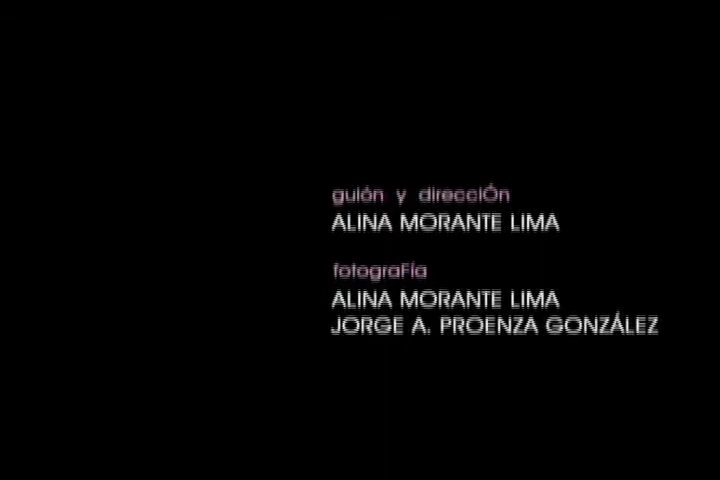 guión y direcciÓn
ALINA MORANTE LIMA
fotograFía
ALINA MORANTE LIMA
JORGE A. PROENZA GONZÁLEZ